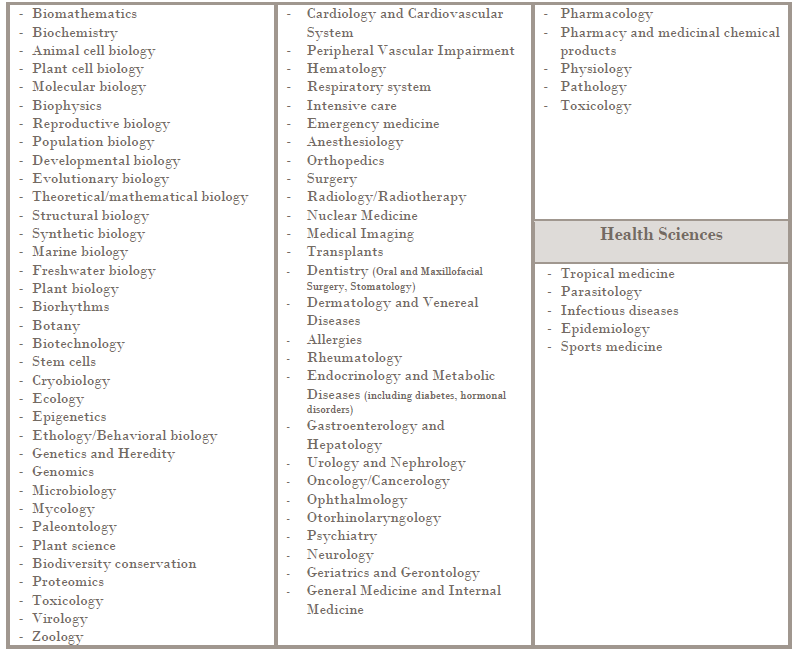 - Biomathematics
- Biochemistry
- Animal cell biology
- Plant cell biology
- Molecular biology
- Biophysics
- Reproductive biology
- Population biology
- Developmental biology
- Evolutionary biology
- Theoretical/mathematical biology
- Structural biology
- Synthetic biology
- Marine biology
- Freshwater biology
- Plant biology
- Biorhythms
- Botany
- Biotechnology
- Stem cells
- Cryobiology
- Ecology
- Epigenetics
- Ethology/Behavioral biology
- Genetics and Heredity
- Genomics
- Microbiology
- Mycology
- Paleontology
- Plant science
- Biodiversity conservation
- Proteomics
- Toxicology
- Virology
- Zoology
- Cardiology and Cardiovascular
System
- Peripheral Vascular Impairment
- Hematology
- Respiratory system
- Intensive care
- Emergency medicine
- Anesthesiology
- Orthopedics
- Surgery
- Radiology/Radiotherapy
- Nuclear Medicine
- Medical Imaging
- Transplants
- Dentistry (Oral and Maxillofacial
Surgery, Stomatology)
- Dermatology and Venereal
Diseases
- Allergies
- Rheumatology
- Endocrinology and Metabolic
Diseases (including diabetes, hormonal
disorders)
- Gastroenterology and
Hepatology
- Urology and Nephrology
- Oncology/Cancerology
- Ophthalmology
- Otorhinolaryngology
- Psychiatry
- Neurology
- Geriatrics and Gerontology
- General Medicine and Internal
Medicine
- Pharmacology
- Pharmacy and medicinal chemical
products
- Physiology
- Pathology
- Toxicology
Health Sciences
- Tropical medicine
- Parasitology
- Infectious diseases
- Epidemiology
- Sports medicine